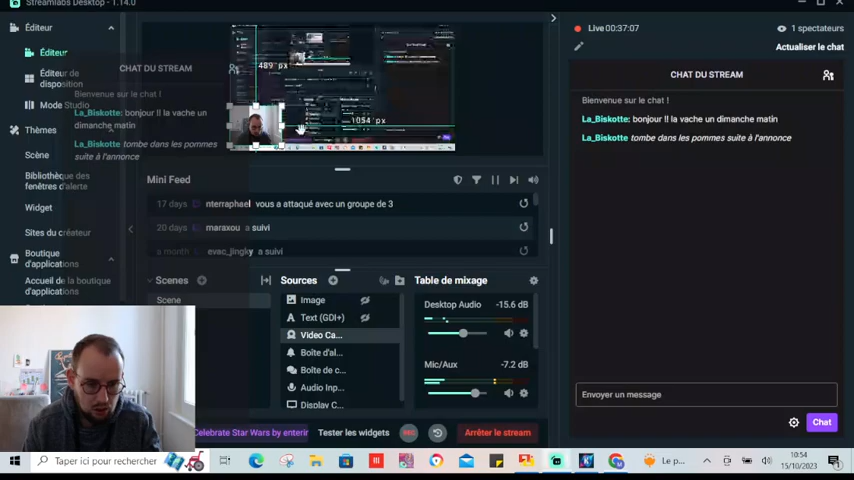 Streamlabs Desktop - 1.14.0
Éditeur
Éditeur
Éditeur de
disposition
Mode Studio
Thèmes
Scène
Bibliothèque des
fenêtres d'alerte
Widget
Sites du créateur
Boutique
d'applications
Accueil de la boutique
d'applications
CHAT DU STREAM
Bienvenue sur le chat !
La_Biskotte: bonjour !! la vache un
dimanche matin
La_Biskotte tombe dans les pommes
suite à l'annonce
489 px
1054 px
Mini Feed
17 days nterraphael vous a attaqué avec un groupe de 3
20 days maraxou a suivi
a month evac_jingky a suivi
Scenes
Scene
Sources
Image
Text (GDI+)
Video Ca...
Boîte d'al...
Boîte de c...
Audio Inp...
Display C...
Table de mixage
Desktop Audio -15.6 dB
Mic/Aux -7.2 dB
Celebrate Star Wars by enterin
Tester les widgets
REC
Arrêter le stream
Live 00:37:07
1 spectateurs
Actualiser le chat
CHAT DU STREAM
Bienvenue sur le chat !
La_Biskotte: bonjour !! la vache un dimanche matin
La_Biskotte tombe dans les pommes suite à l'annonce
Envoyer un message
Chat
Taper ici pour rechercher
Le p...
10:54
15/10/2023